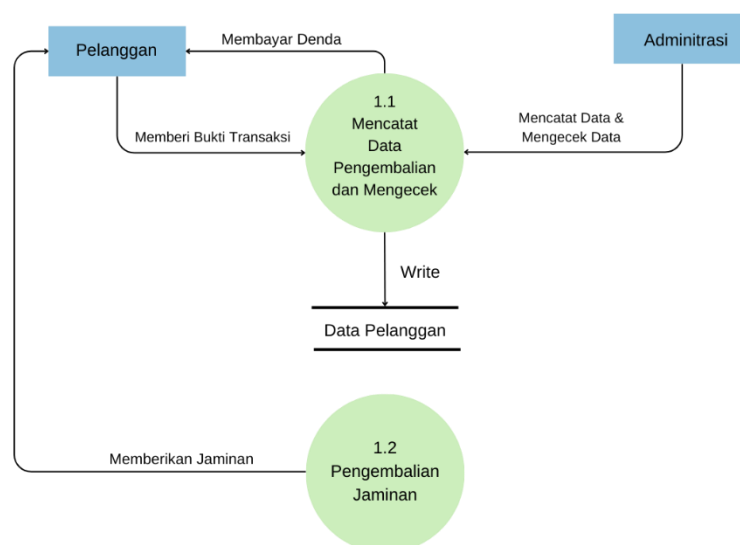 Pelanggan
Membayar Denda
Adminitrasi
1.1
Mencatat
Data
Pengembalian
dan Mengecek
Memberi Bukti Transaksi
Mencatat Data &
Mengecek Data
Write
Data Pelanggan
1.2
Pengembalian
Jaminan
Memberikan Jaminan